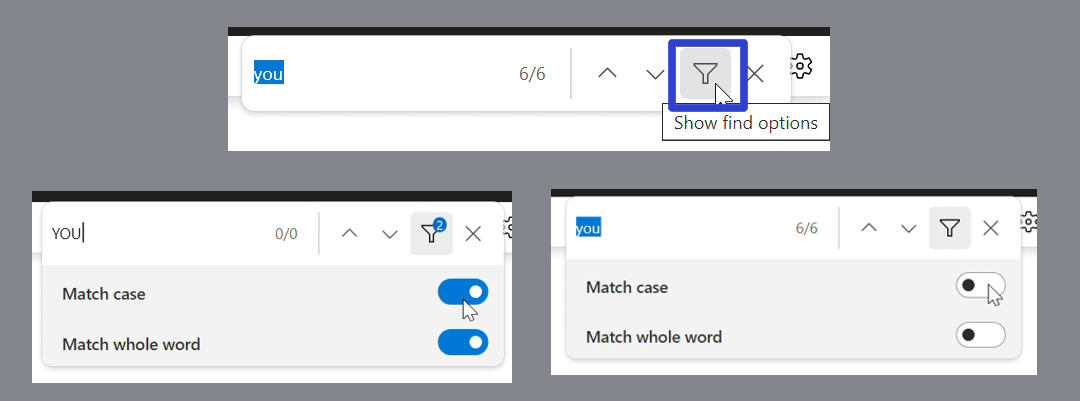 you 6/6
Show find options
YOU 0/0 2
Match case
Match whole word
you 6/6
Match case
Match whole word